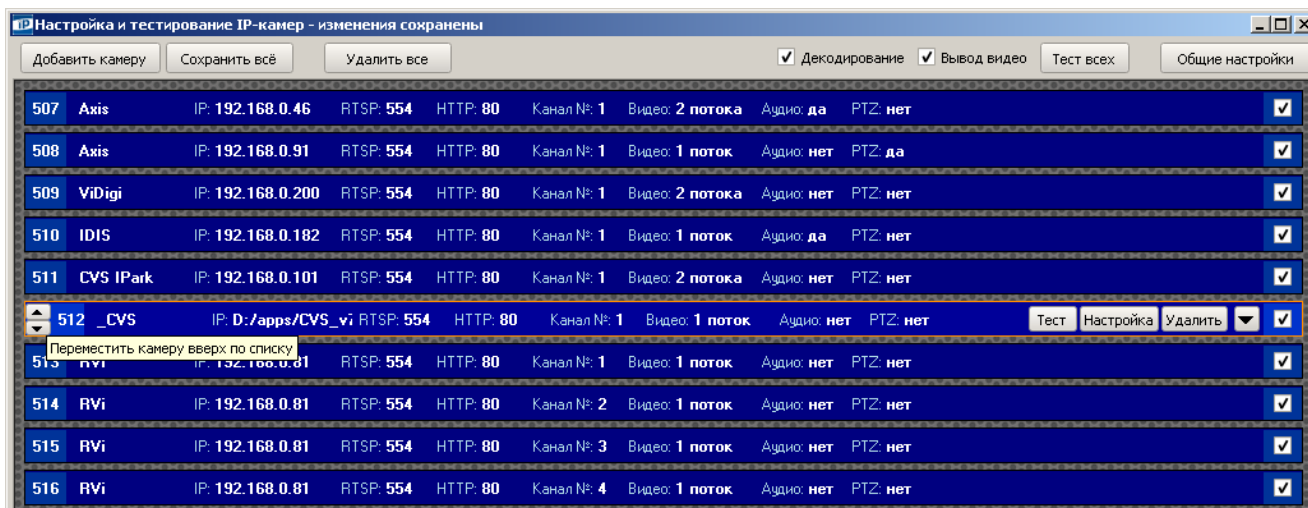 IP Настройка и тестирование IP-камер - изменения сохранены
Добавить камеру Сохранить всё Удалить все Декодирование Вывод видео Тест всех Общие настройки
507 Axis IP: 192.168.0.46 RTSP: 554 HTTP: 80 Канал №: 1 Видео: 2 потока Аудио: да PTZ: нет
508 Axis IP: 192.168.0.91 RTSP: 554 HTTP: 80 Канал №: 1 Видео: 1 поток Аудио: нет PTZ: да
509 ViDigi IP: 192.168.0.200 RTSP: 554 HTTP: 80 Канал №: 1 Видео: 2 потока Аудио: нет PTZ: нет
510 IDIS IP: 192.168.0.182 RTSP: 554 HTTP: 80 Канал №: 1 Видео: 1 поток Аудио: да PTZ: нет
511 CVS IPark IP: 192.168.0.101 RTSP: 554 HTTP: 80 Канал №: 1 Видео: 2 потока Аудио: нет PTZ: нет
512 _CVS IP: D:/apps/CVS_vi RTSP: 554 HTTP: 80 Канал №: 1 Видео: 1 поток Аудио: нет PTZ: нет Тест Настройка Удалить
Переместить камеру вверх по списку
513 RVi IP: 192.168.0.81 RTSP: 554 HTTP: 80 Канал №: 1 Видео: 1 поток Аудио: нет PTZ: нет
514 RVi IP: 192.168.0.81 RTSP: 554 HTTP: 80 Канал №: 2 Видео: 1 поток Аудио: нет PTZ: нет
515 RVi IP: 192.168.0.81 RTSP: 554 HTTP: 80 Канал №: 3 Видео: 1 поток Аудио: нет PTZ: нет
516 RVi IP: 192.168.0.81 RTSP: 554 HTTP: 80 Канал №: 4 Видео: 1 поток Аудио: нет PTZ: нет